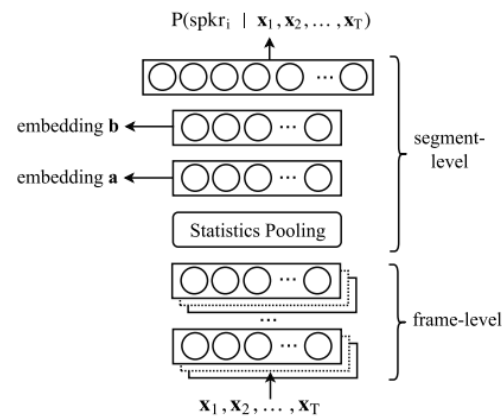 P(spkr_i | x_1, x_2, ..., x_T)
...
embedding b
...
segment-level
embedding a
...
Statistics Pooling
...
...
frame-level
...
x_1, x_2, ..., x_T